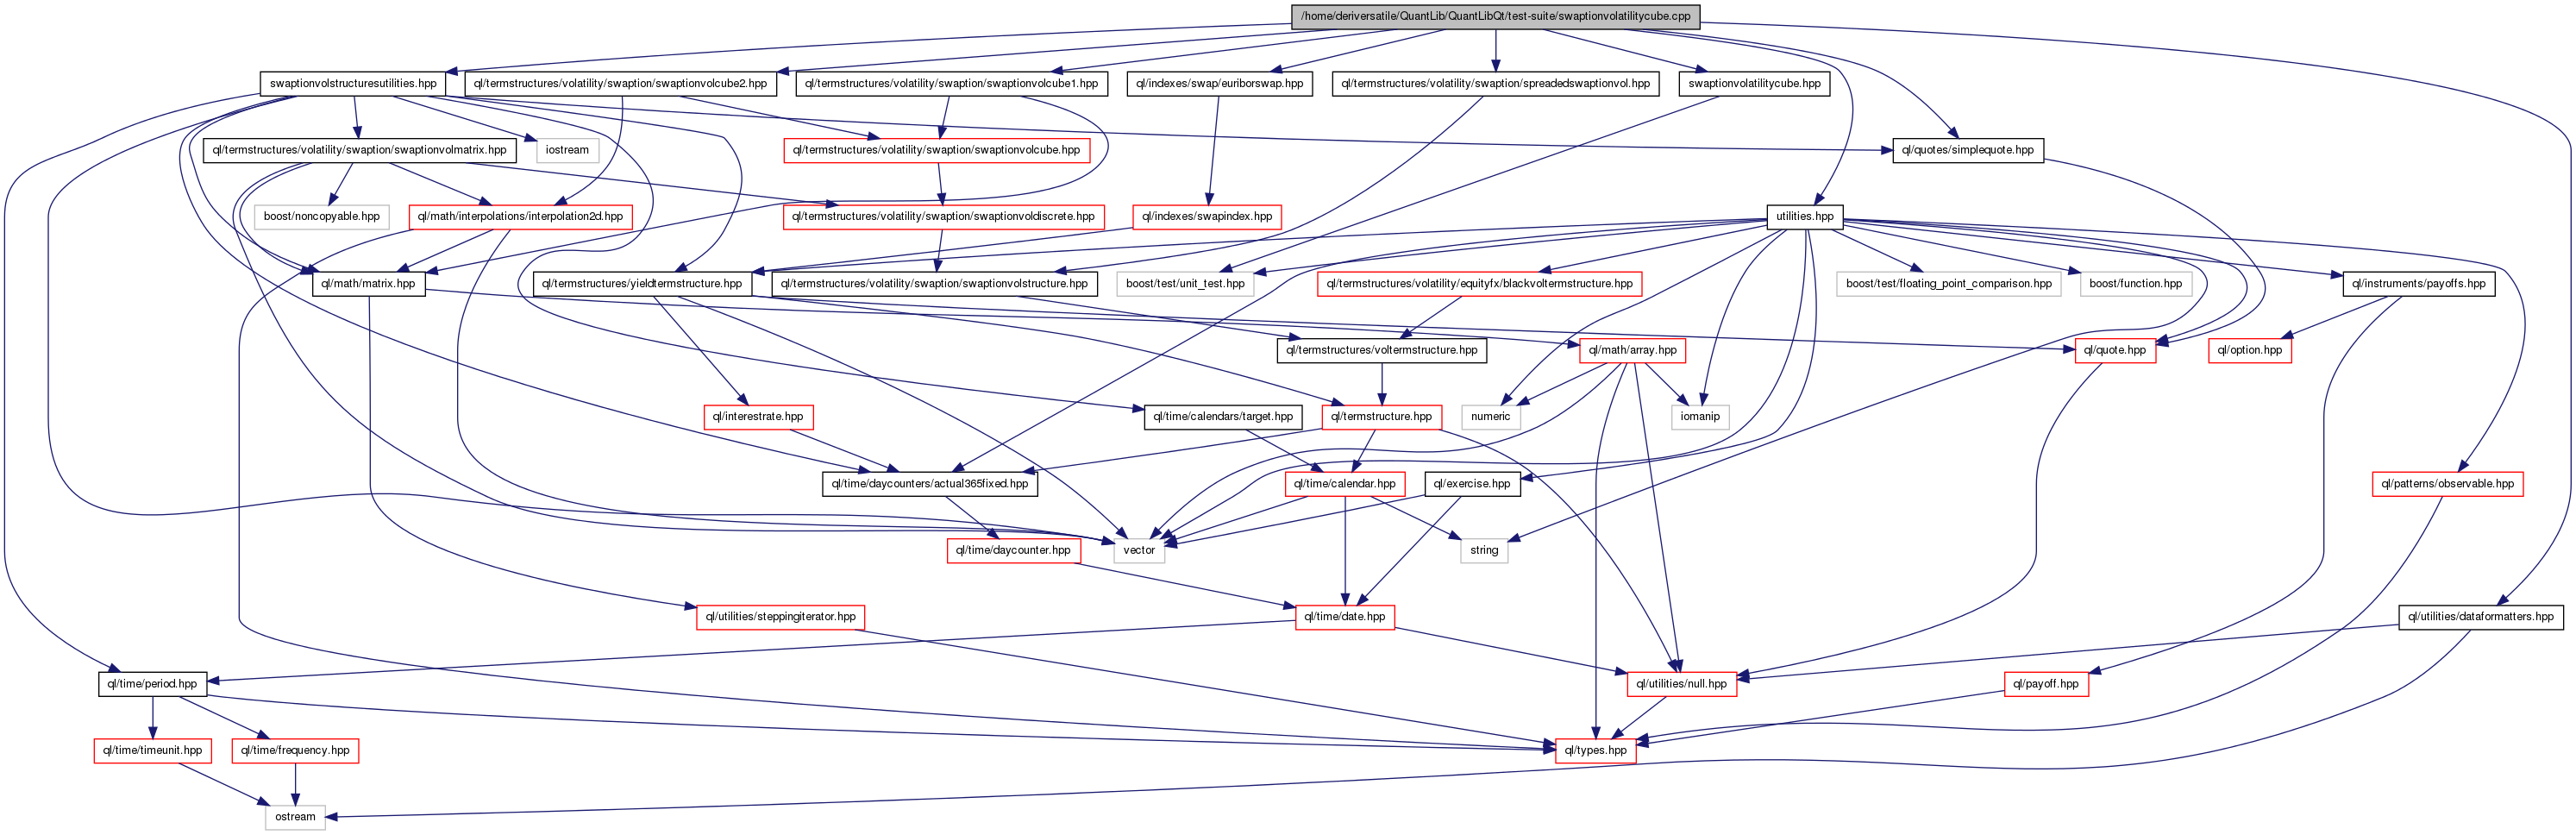 /home/deriversatile/QuantLib/QuantLibQt/test-suite/swaptionvolatilitycube.cpp
swaptionvolstructuresutilities.hpp
ql/termstructures/volatility/swaption/swaptionvolcube2.hpp
ql/termstructures/volatility/swaption/swaptionvolcube1.hpp
ql/indexes/swap/euriborswap.hpp
ql/termstructures/volatility/swaption/spreadedswaptionvol.hpp
swaptionvolatilitycube.hpp
ql/termstructures/volatility/swaption/swaptionvolmatrix.hpp
iostream
ql/termstructures/volatility/swaption/swaptionvolcube.hpp
ql/quotes/simplequote.hpp
boost/noncopyable.hpp
ql/math/interpolations/interpolation2d.hpp
ql/termstructures/volatility/swaption/swaptionvoldiscrete.hpp
ql/indexes/swapindex.hpp
utilities.hpp
ql/math/matrix.hpp
ql/termstructures/yieldtermstructure.hpp
ql/termstructures/volatility/swaption/swaptionvolstructure.hpp
boost/test/unit_test.hpp
ql/termstructures/volatility/equityfx/blackvoltermstructure.hpp
boost/test/floating_point_comparison.hpp
boost/function.hpp
ql/instruments/payoffs.hpp
ql/termstructures/voltermstructure.hpp
ql/math/array.hpp
ql/quote.hpp
ql/option.hpp
ql/interestrate.hpp
ql/time/calendars/target.hpp
ql/termstructure.hpp
numeric
iomanip
ql/time/daycounters/actual365fixed.hpp
ql/time/calendar.hpp
ql/exercise.hpp
ql/patterns/observable.hpp
ql/time/daycounter.hpp
vector
string
ql/utilities/steppingiterator.hpp
ql/time/date.hpp
ql/utilities/dataformatters.hpp
ql/time/period.hpp
ql/utilities/null.hpp
ql/payoff.hpp
ql/time/timeunit.hpp
ql/time/frequency.hpp
ql/types.hpp
ostream